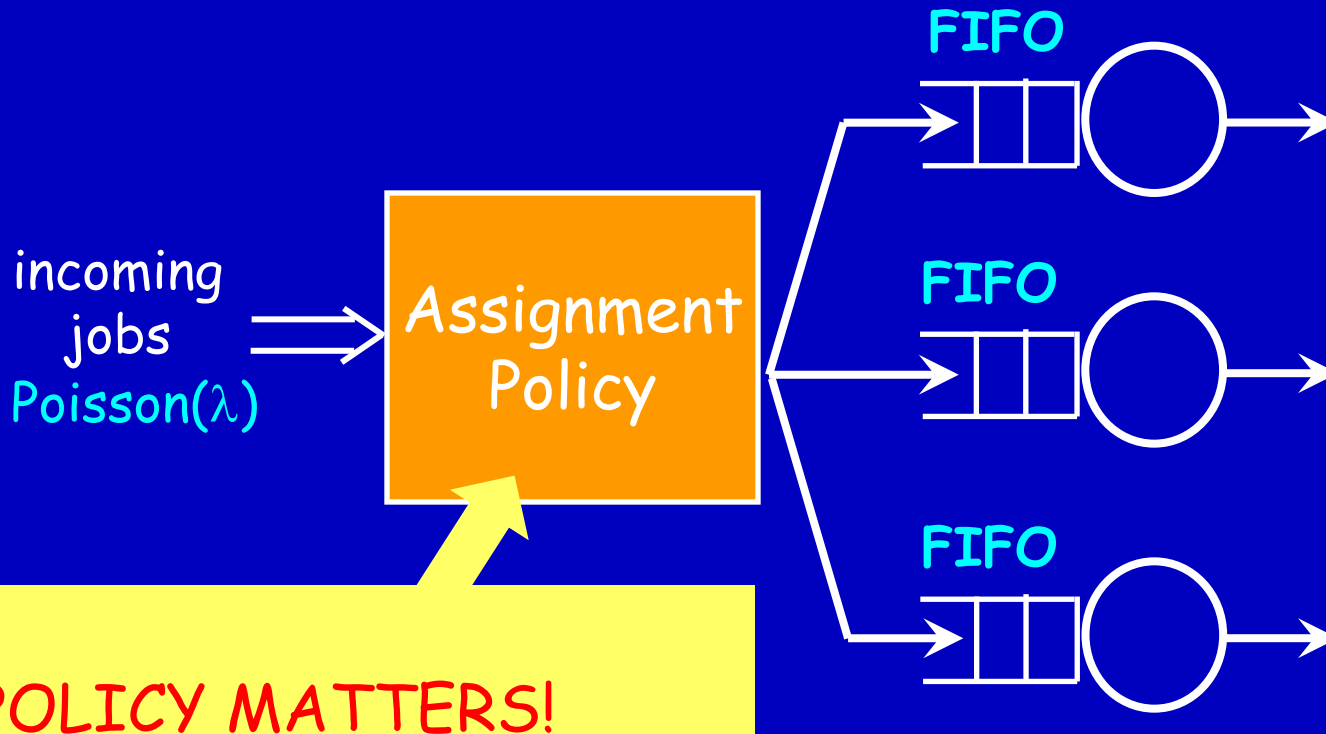 FIFO
incoming
jobs
Poisson(λ)
Assignment
Policy
FIFO
FIFO
POLICY MATTERS!